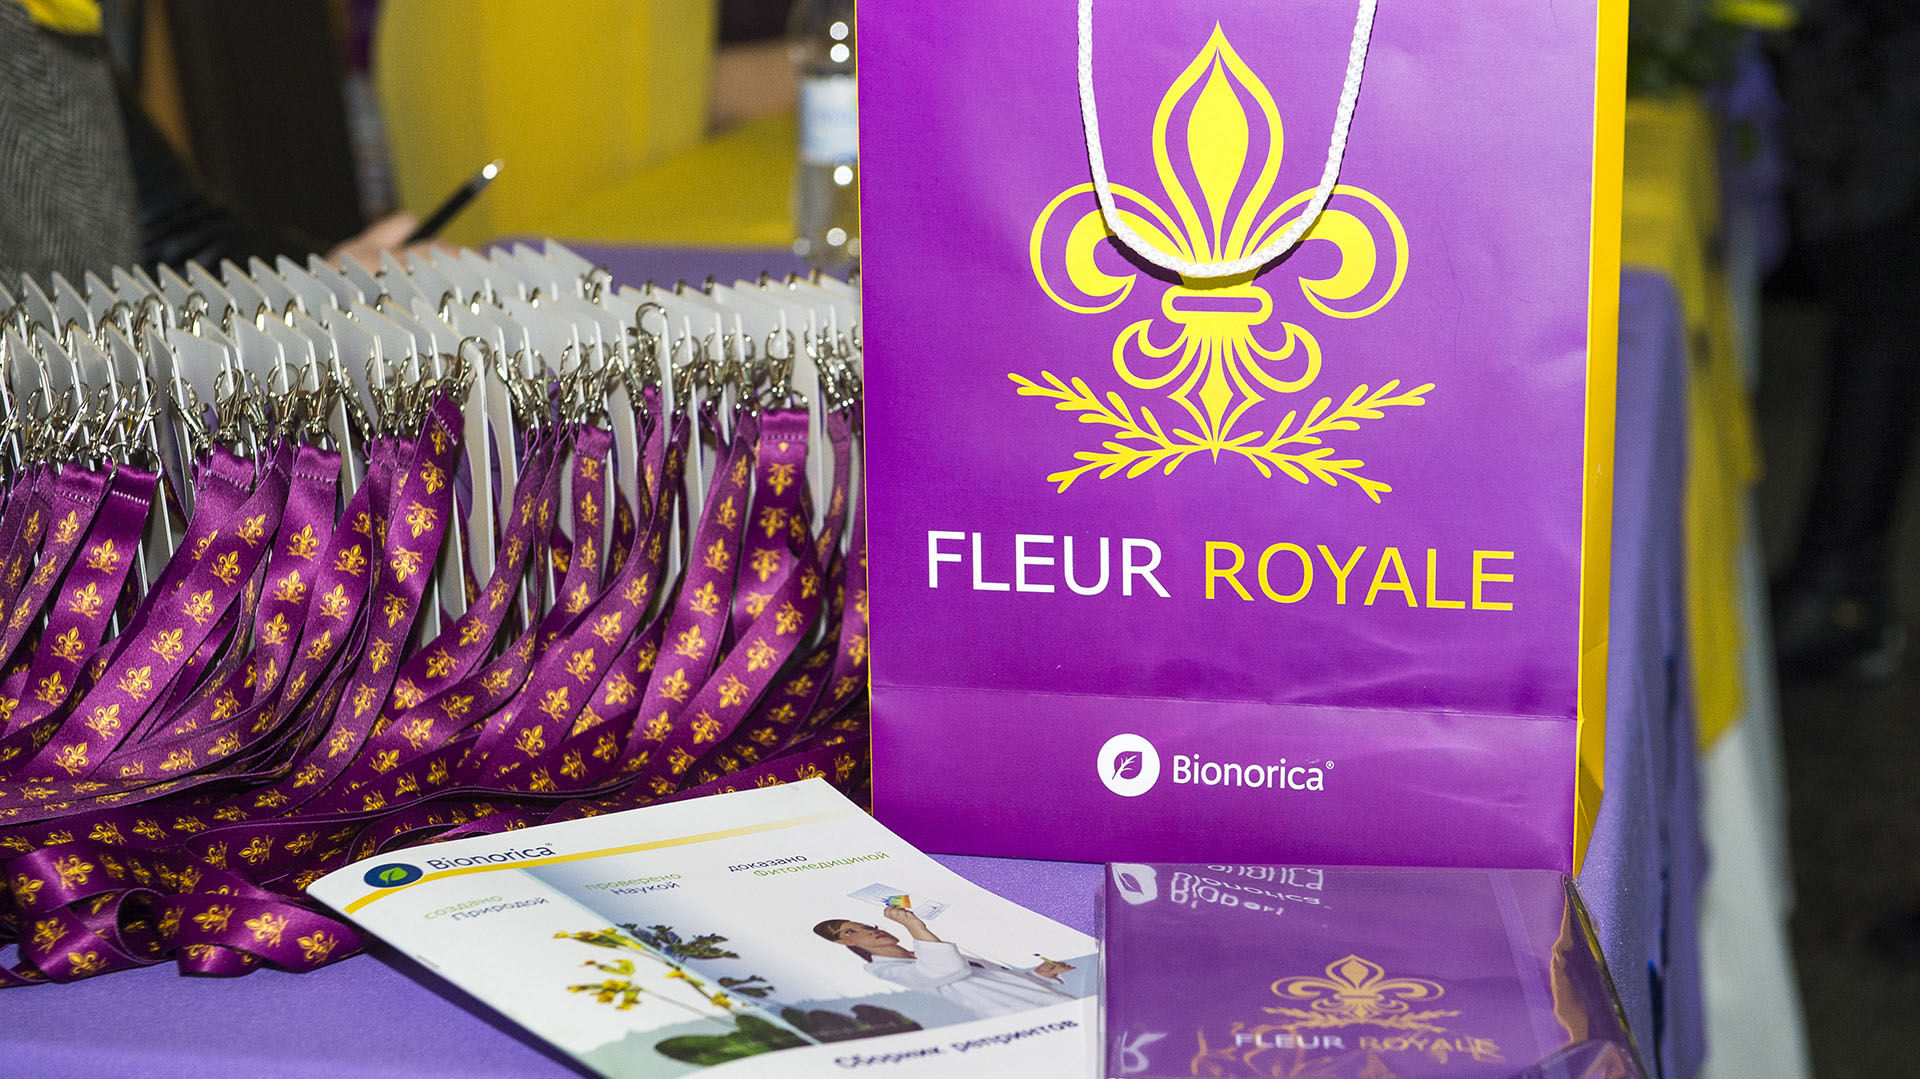 FLEUR ROYALE
Bionorica®
Bionorica®
создано
Природой
проверено
Наукой
доказано
Фитомедициной
Сборник репринтов
FLEUR ROYALE